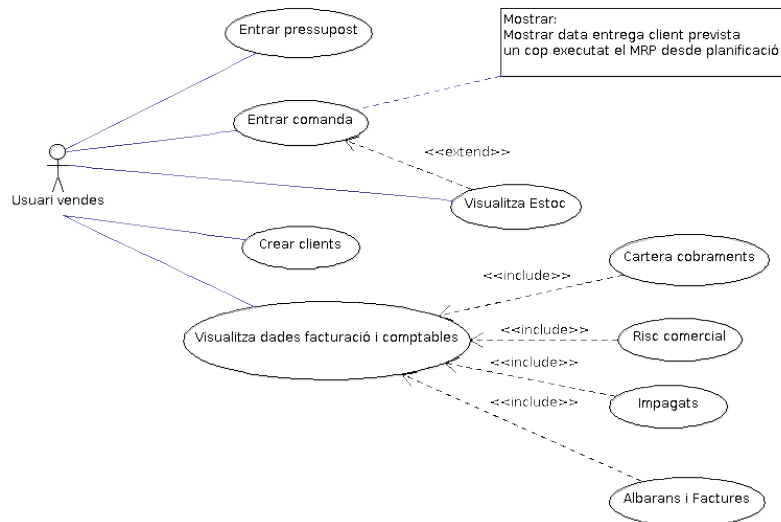 Mostrar:
Mostrar data entrega client prevista
un cop executat el MRP desde planificació
Entrar pressupost
Entrar comanda
<<extend>>
Usuari vendes
Visualitza Estoc
Crear clients
Cartera cobraments
<<include>>
Visualitza dades facturació i comptables
<<include>>
Risc comercial
<<include>>
Impagats
<<include>>
Albarans i Factures